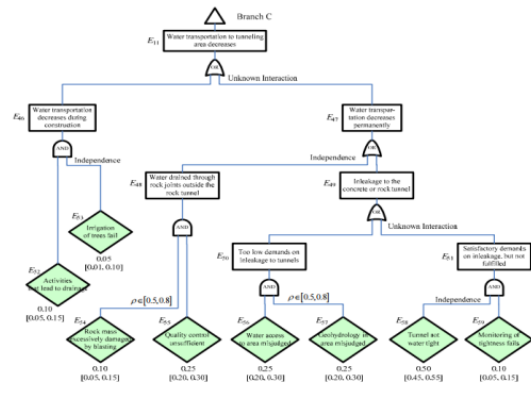 Branch C
Water transportation to tunneling
area decreases
E11
OR
Unknown Interaction
Water transportation
decreases during
construction
E46
Water transpor-
tation decreases
permanently
E47
AND
Independence
OR
Water drained through
rock joints outside the
the rock tunnel
E48
Inleakage to the
concrete or rock tunnel
E49
Irrigation
of trees fail
E53
0.05
[0.01, 0.10]
AND
OR
Unknown Interaction
E52
Activities
that lead to drainage
0.10
[0.05, 0.15]
Too low demands on
inleakage to tunnels
E50
Satisfactory demands
on inleakage, but not
fulfilled
E51
ρ∈[0.5,0.8]
AND
ρ∈[0.5,0.8]
Independence
AND
E54
Rock mass
excessively damaged
by blasting
E55
Quality control
unsufficient
E56
Water access
to area misjudged
E57
Geohydrology in
area misjudged
E58
Tunnel not
water tight
E59
Monitoring of
tightness fails
0.10
[0.05, 0.15]
0.25
[0.20, 0.30]
0.25
[0.20, 0.30]
0.25
[0.20, 0.30]
0.50
[0.45, 0.55]
0.10
[0.05, 0.15]